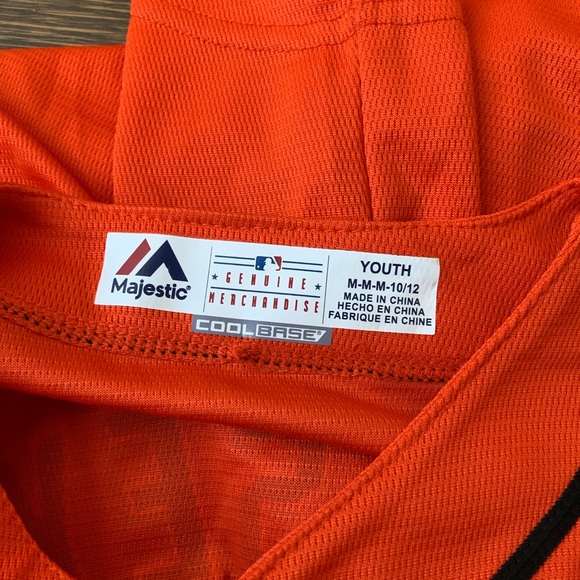 Majestic®
GENUINE
MERCHANDISE
COOLBASE
YOUTH
M-M-M-10/12
MADE IN CHINA
HECHO EN CHINA
FABRIQUE EN CHINE